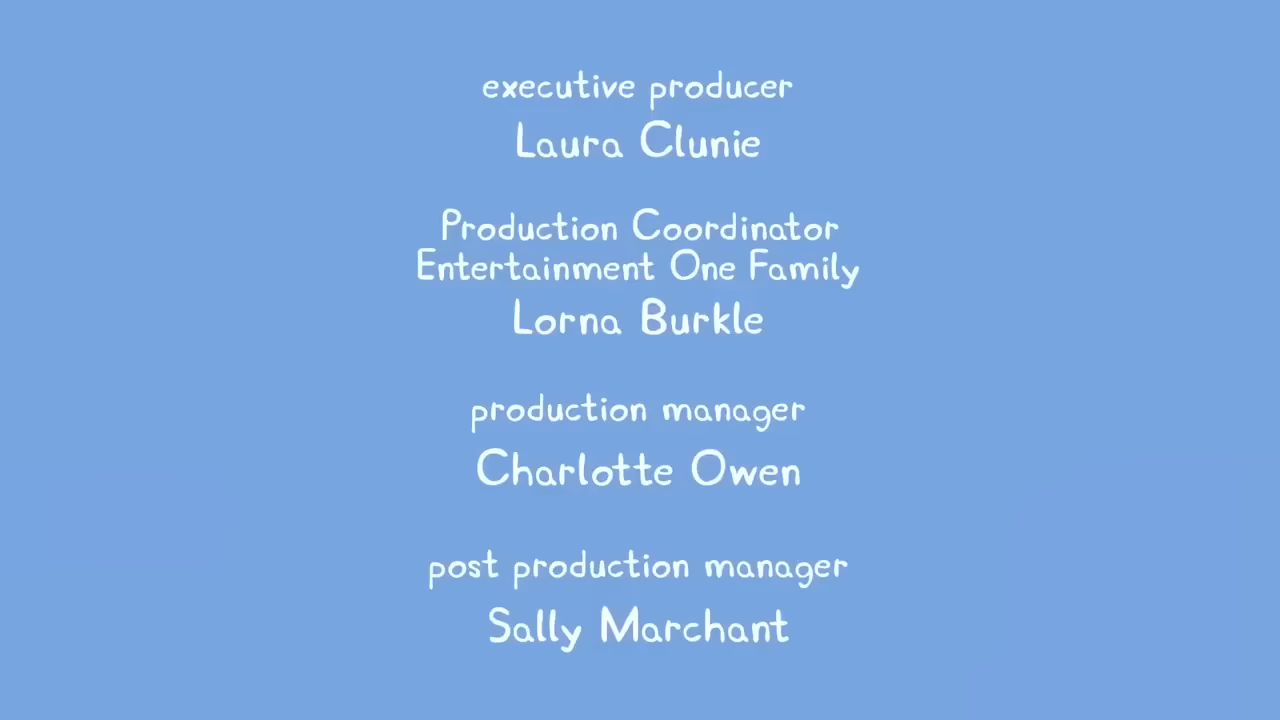 executive producer
Laura Clunie
Production Coordinator
Entertainment One Family
Lorna Burkle
production manager
Charlotte Owen
post production manager
Sally Marchant